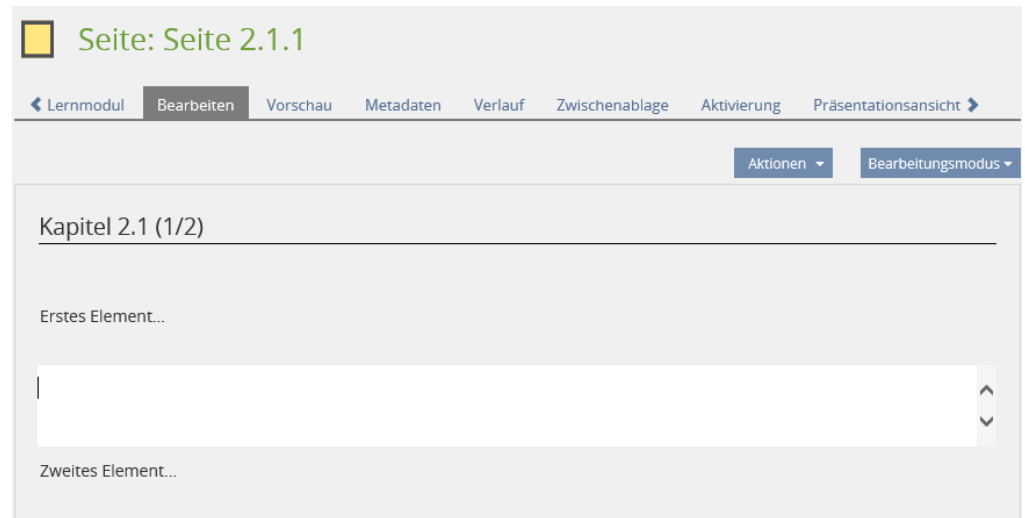 Seite: Seite 2.1.1
Lernmodul Bearbeiten Vorschau Metadaten Verlauf Zwischenablage Aktivierung Präsentationsansicht
Aktionen Bearbeitungsmodus
Kapitel 2.1 (1/2)
Erstes Element...
Zweites Element...